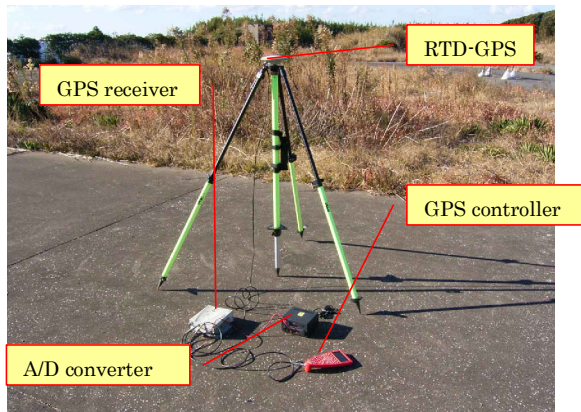 RTD-GPS
GPS receiver
GPS controller
A/D converter